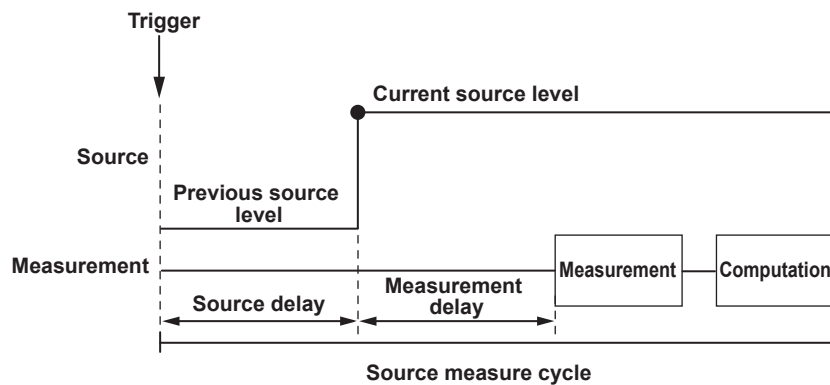 Trigger
Current source level
Source
Previous source
level
Measurement
Measurement
Computation
Source delay
Measurement
delay
Source measure cycle